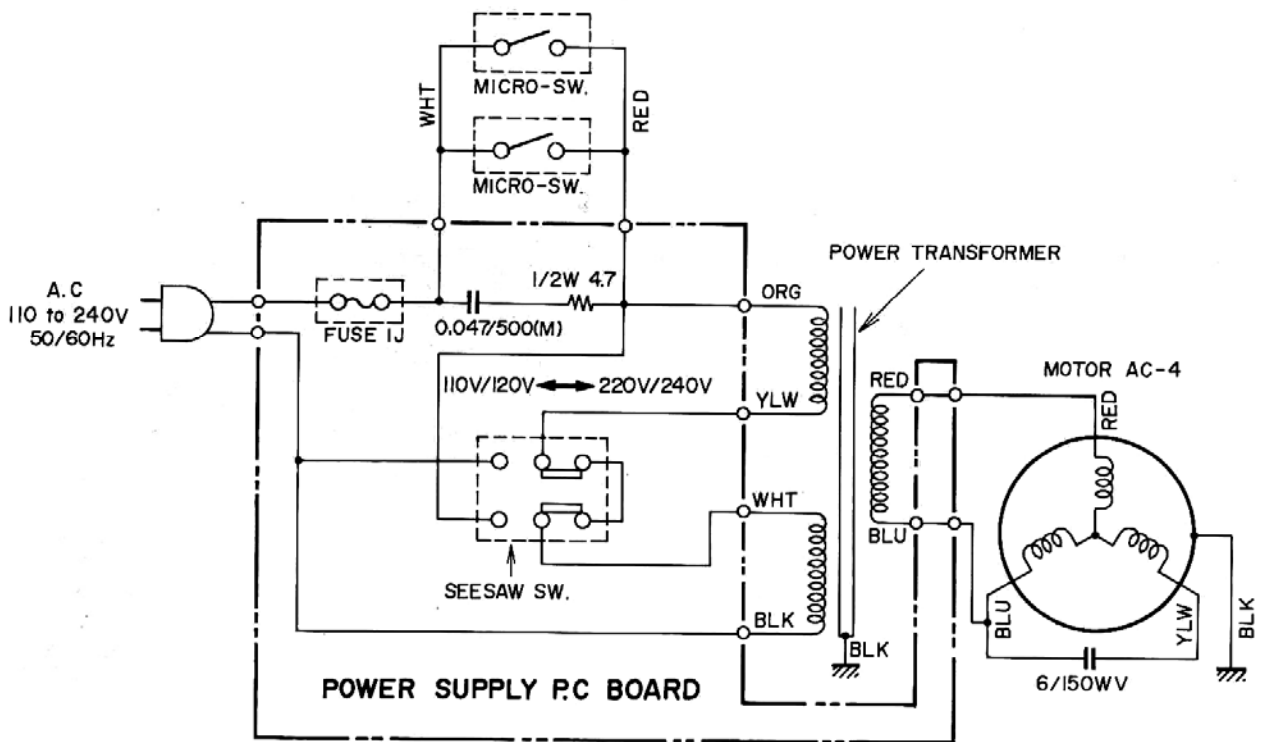 MICRO-SW.
WHT
RED
MICRO-SW.
POWER TRANSFORMER
A.C
110 to 240V
50/60Hz
FUSE 1J
1/2W 4.7
0.047/500(M)
ORG
110V/120V ↔ 220V/240V
YLW
RED
MOTOR AC-4
RED
WHT
BLU
SEESAW SW.
BLK
BLK
BLU
YLW
BLK
6/150WV
POWER SUPPLY P.C BOARD